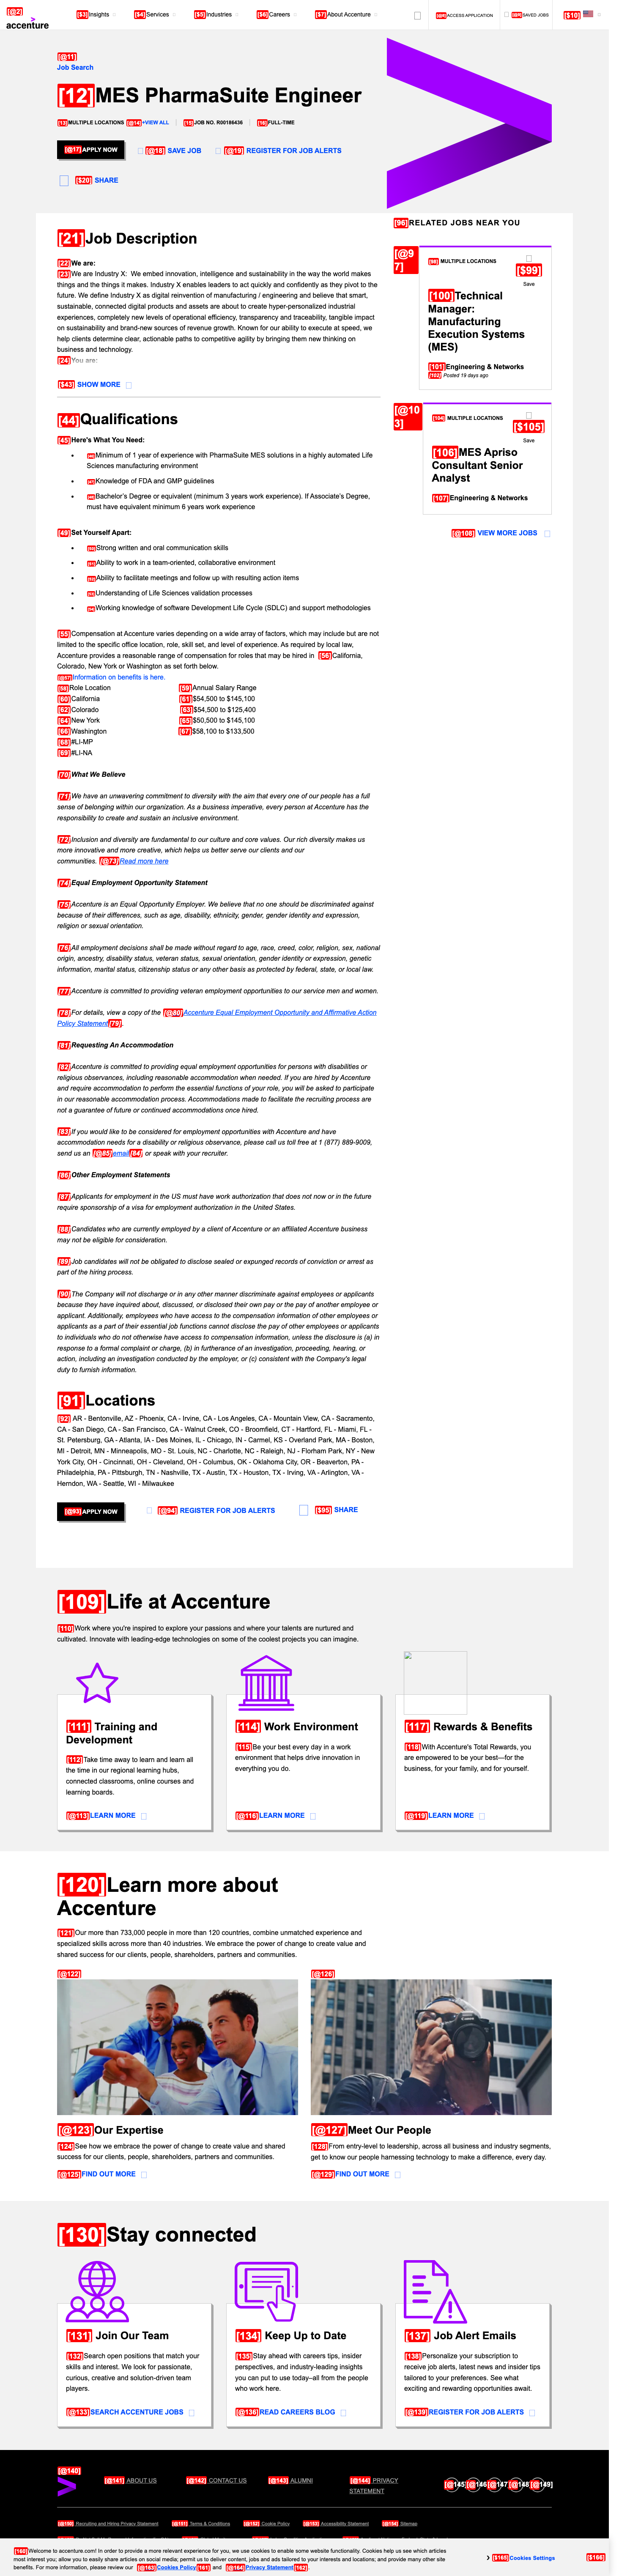 [@2]
accenture
[$3]Insights
[$4]Services
[$5]Industries
[$6]Careers
[$7]About Accenture
ACCESS APPLICATION
SAVED JOBS
[$10]
[@11]
Job Search
[12]MES PharmaSuite Engineer
[13]MULTIPLE LOCATIONS [@14]+VIEW ALL
[15]JOB NO. R00186436
[16]FULL-TIME
[@17]APPLY NOW
[@18] SAVE JOB
[@19] REGISTER FOR JOB ALERTS
[$20] SHARE
[21]Job Description
[22]We are:
[23]We are Industry X: We embed innovation, intelligence and sustainability in the way our world makes
things and the things it makes. Industry X enables leaders to act quickly and confidently as they pivot to the
future. We define Industry X as digital reinvention of manufacturing / engineering and believe that smart,
sustainable, connected products and assets are about to create hyper-personalized industrial
experiences, completely new levels of operational efficiency, transparency and traceability, tangible impact
on sustainability and brand-new sources of revenue growth. Known for our ability to execute at speed, we
help clients determine clear, actionable paths to competitive agility by bringing them new thinking on
business and technology.
[24]You are:
[$43] SHOW MORE
[44]Qualifications
[45]Here's What You Need:
[46]Minimum of 1 year of experience with PharmaSuite MES solutions in a highly automated Life
Sciences manufacturing environment
[47]Knowledge of FDA and GMP guidelines
[48]Bachelor's Degree or equivalent (minimum 3 years work experience). If Associate's Degree,
must have equivalent minimum 6 years work experience
[49]Set Yourself Apart:
[50]Strong written and oral communication skills
[51]Ability to work in a team-oriented, collaborative environment
[52]Ability to facilitate meetings and follow up with resulting action items
[53]Understanding of Life Sciences validation processes
[54]Working knowledge of software Development Life Cycle (SDLC) and support methodologies
[55]Compensation at Accenture varies depending on a wide array of factors, which may include but are not
limited to the specific office location, role, skill set, and level of experience. As required by local law,
Accenture provides a reasonable range of compensation for roles that may be hired in [56]California,
Colorado, New York or Washington as set forth below.
[@57]Information on benefits is here.
[58]Role Location [59]Annual Salary Range
[60]California [61]$54,500 to $145,100
[62]Colorado [63]$54,500 to $125,400
[64]New York [65]$50,500 to $145,100
[66]Washington [67]$58,100 to $133,500
[68]#LI-MP
[69]#LI-NA
[70]What We Believe
[71]We have an unwavering commitment to diversity with the aim that every one of our people has a full
sense of belonging within our organization. As a business imperative, every person at Accenture has the
responsibility to create and sustain an inclusive environment.
[72]Inclusion and diversity are fundamental to our culture and core values. Our rich diversity makes us
more innovative and more creative, which helps us better serve our clients and our
communities. [@73]Read more here
[74]Equal Employment Opportunity Statement
[75]Accenture is an Equal Opportunity Employer. We believe that no one should be discriminated against
because of their differences, such as age, disability, ethnicity, gender, gender identity and expression,
religion or sexual orientation.
[76]All employment decisions shall be made without regard to age, race, creed, color, religion, sex, national
origin, ancestry, disability status, veteran status, sexual orientation, gender identity or expression, genetic
information, marital status, citizenship status or any other basis as protected by federal, state, or local law.
[77]Accenture is committed to providing veteran employment opportunities to our service men and women.
[78]For details, view a copy of the [@80]Accenture Equal Employment Opportunity and Affirmative Action
Policy Statement[79].
[81]Requesting An Accommodation
[82]Accenture is committed to providing equal employment opportunities for persons with disabilities or
religious observances, including reasonable accommodation when needed. If you are hired by Accenture
and require accommodation to perform the essential functions of your role, you will be asked to participate
in our reasonable accommodation process. Accommodations made to facilitate the recruiting process are
not a guarantee of future or continued accommodations once hired.
[83]If you would like to be considered for employment opportunities with Accenture and have
accommodation needs for a disability or religious observance, please call us toll free at 1 (877) 889-9009,
send us an [@85]email[84], or speak with your recruiter.
[86]Other Employment Statements
[87]Applicants for employment in the US must have work authorization that does not now or in the future
require sponsorship of a visa for employment authorization in the United States.
[88]Candidates who are currently employed by a client of Accenture or an affiliated Accenture business
may not be eligible for consideration.
[89]Job candidates will not be obligated to disclose sealed or expunged records of conviction or arrest as
part of the hiring process.
[90]The Company will not discharge or in any other manner discriminate against employees or applicants
because they have inquired about, discussed, or disclosed their own pay or the pay of another employee or
applicant. Additionally, employees who have access to the compensation information of other employees or
applicants as a part of their essential job functions cannot disclose the pay of other employees or applicants
to individuals who do not otherwise have access to compensation information, unless the disclosure is (a) in
response to a formal complaint or charge, (b) in furtherance of an investigation, proceeding, hearing, or
action, including an investigation conducted by the employer, or (c) consistent with the Company's legal
duty to furnish information.
[91]Locations
[92] AR - Bentonville, AZ - Phoenix, CA - Irvine, CA - Los Angeles, CA - Mountain View, CA - Sacramento,
CA - San Diego, CA - San Francisco, CA - Walnut Creek, CO - Broomfield, CT - Hartford, FL - Miami, FL -
St. Petersburg, GA - Atlanta, IA - Des Moines, IL - Chicago, IN - Carmel, KS - Overland Park, MA - Boston,
MI - Detroit, MN - Minneapolis, MO - St. Louis, NC - Charlotte, NC - Raleigh, NJ - Florham Park, NY - New
York City, OH - Cincinnati, OH - Cleveland, OH - Columbus, OK - Oklahoma City, OR - Beaverton, PA -
Philadelphia, PA - Pittsburgh, TN - Nashville, TX - Austin, TX - Houston, TX - Irving, VA - Arlington, VA -
Herndon, WA - Seattle, WI - Milwaukee
[@93]APPLY NOW
[@94] REGISTER FOR JOB ALERTS
[$95] SHARE
[96]RELATED JOBS NEAR YOU
[@97]
[98] MULTIPLE LOCATIONS
[$99]
Save
[100]Technical
Manager:
Manufacturing
Execution Systems
(MES)
[101]Engineering & Networks
[102] Posted 19 days ago
[@103]
[104] MULTIPLE LOCATIONS
[$105]
Save
[106]MES Apriso
Consultant Senior
Analyst
[107]Engineering & Networks
[@108] VIEW MORE JOBS
[109]Life at Accenture
[110]Work where you're inspired to explore your passions and where your talents are nurtured and
cultivated. Innovate with leading-edge technologies on some of the coolest projects you can imagine.
[111] Training and
Development
[112]Take time away to learn and learn all
the time in our regional learning hubs,
connected classrooms, online courses and
learning boards.
[@113]LEARN MORE
[114] Work Environment
[115]Be your best every day in a work
environment that helps drive innovation in
everything you do.
[@116]LEARN MORE
[117] Rewards & Benefits
[118]With Accenture's Total Rewards, you
are empowered to be your best—for the
business, for your family, and for yourself.
[@119]LEARN MORE
[120]Learn more about
Accenture
[121]Our more than 733,000 people in more than 120 countries, combine unmatched experience and
specialized skills across more than 40 industries. We embrace the power of change to create value and
shared success for our clients, people, shareholders, partners and communities.
[@122]
[@123]Our Expertise
[124]See how we embrace the power of change to create value and shared
success for our clients, people, shareholders, partners and communities.
[@125]FIND OUT MORE
[@126]
[@127]Meet Our People
[128]From entry-level to leadership, across all business and industry segments,
get to know our people harnessing technology to make a difference, every day.
[@129]FIND OUT MORE
[130]Stay connected
[131] Join Our Team
[132]Search open positions that match your
skills and interest. We look for passionate,
curious, creative and solution-driven team
players.
[@133]SEARCH ACCENTURE JOBS
[134] Keep Up to Date
[135]Stay ahead with careers tips, insider
perspectives, and industry-leading insights
you can put to use today–all from the people
who work here.
[@136]READ CAREERS BLOG
[137] Job Alert Emails
[138]Personalize your subscription to
receive job alerts, latest news and insider tips
tailored to your preferences. See what
exciting and rewarding opportunities await.
[@139]REGISTER FOR JOB ALERTS
[@140]
[@141] ABOUT US
[@142] CONTACT US
[@143] ALUMNI
[@144] PRIVACY
STATEMENT
[@145] [@146] [@147] [@148] [@149]
[@150] Recruiting and Hiring Privacy Statement
[@151] Terms & Conditions
[@152] Cookie Policy
[@153] Accessibility Statement
[@154] Sitemap
[160]Welcome to accenture.com! In order to provide a more relevant experience for you, we use cookies to enable some website functionality. Cookies help us see which articles
most interest you; allow you to easily share articles on social media; permit us to deliver content, jobs and ads tailored to your interests and locations; and provide many other site
benefits. For more information, please review our [@163]Cookies Policy[161] and [@164]Privacy Statement[162].
[$165]Cookies Settings
[$166]